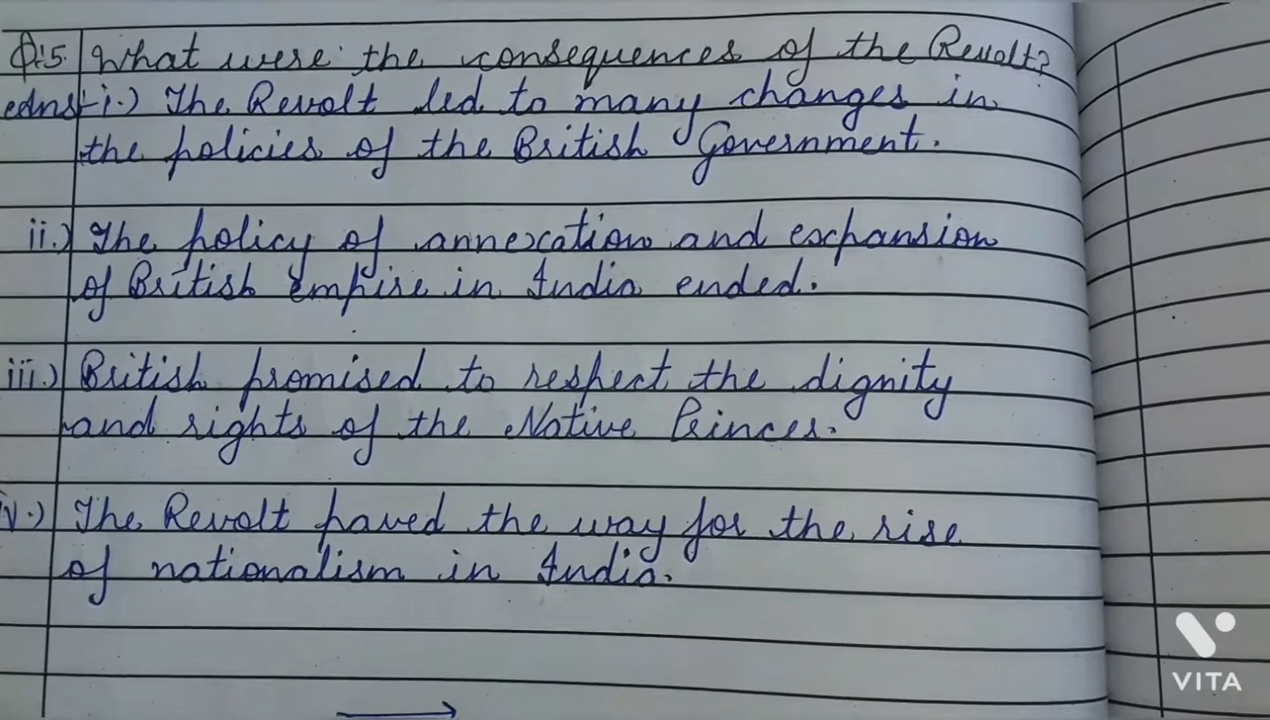 Q:5. What were the consequences of the Revolt?
Ans:- i.) The Revolt led to many changes in
the policies of the British Government.
ii.) The policy of annexation and expansion
of British empire in India ended.
iii.) British promised to respect the dignity
and rights of the Native Princes.
iv.) The Revolt paved the way for the rise
of nationalism in India.
VITA